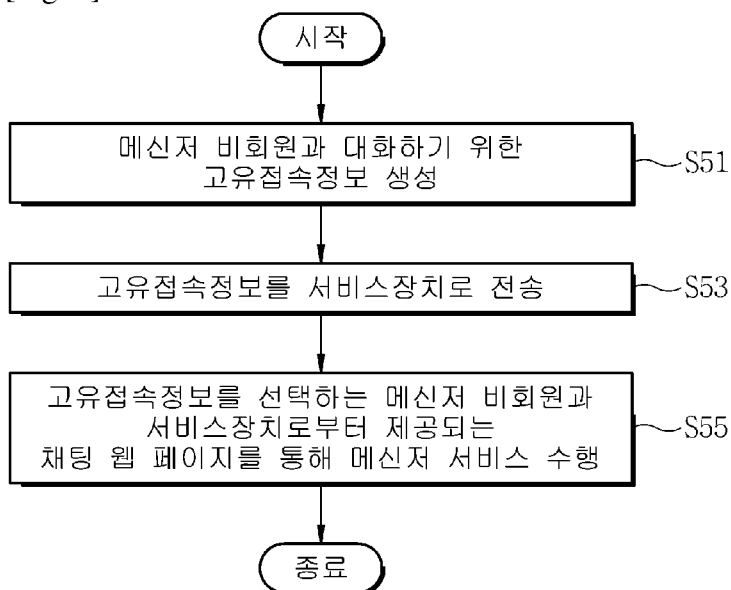 시작
메신저 비회원과 대화하기 위한
고유접속정보 생성
S51
고유접속정보를 서비스장치로 전송
S53
고유접속정보를 선택하는 메신저 비회원과
서비스장치로부터 제공되는
채팅 웹 페이지를 통해 메신저 서비스 수행
S55
종료